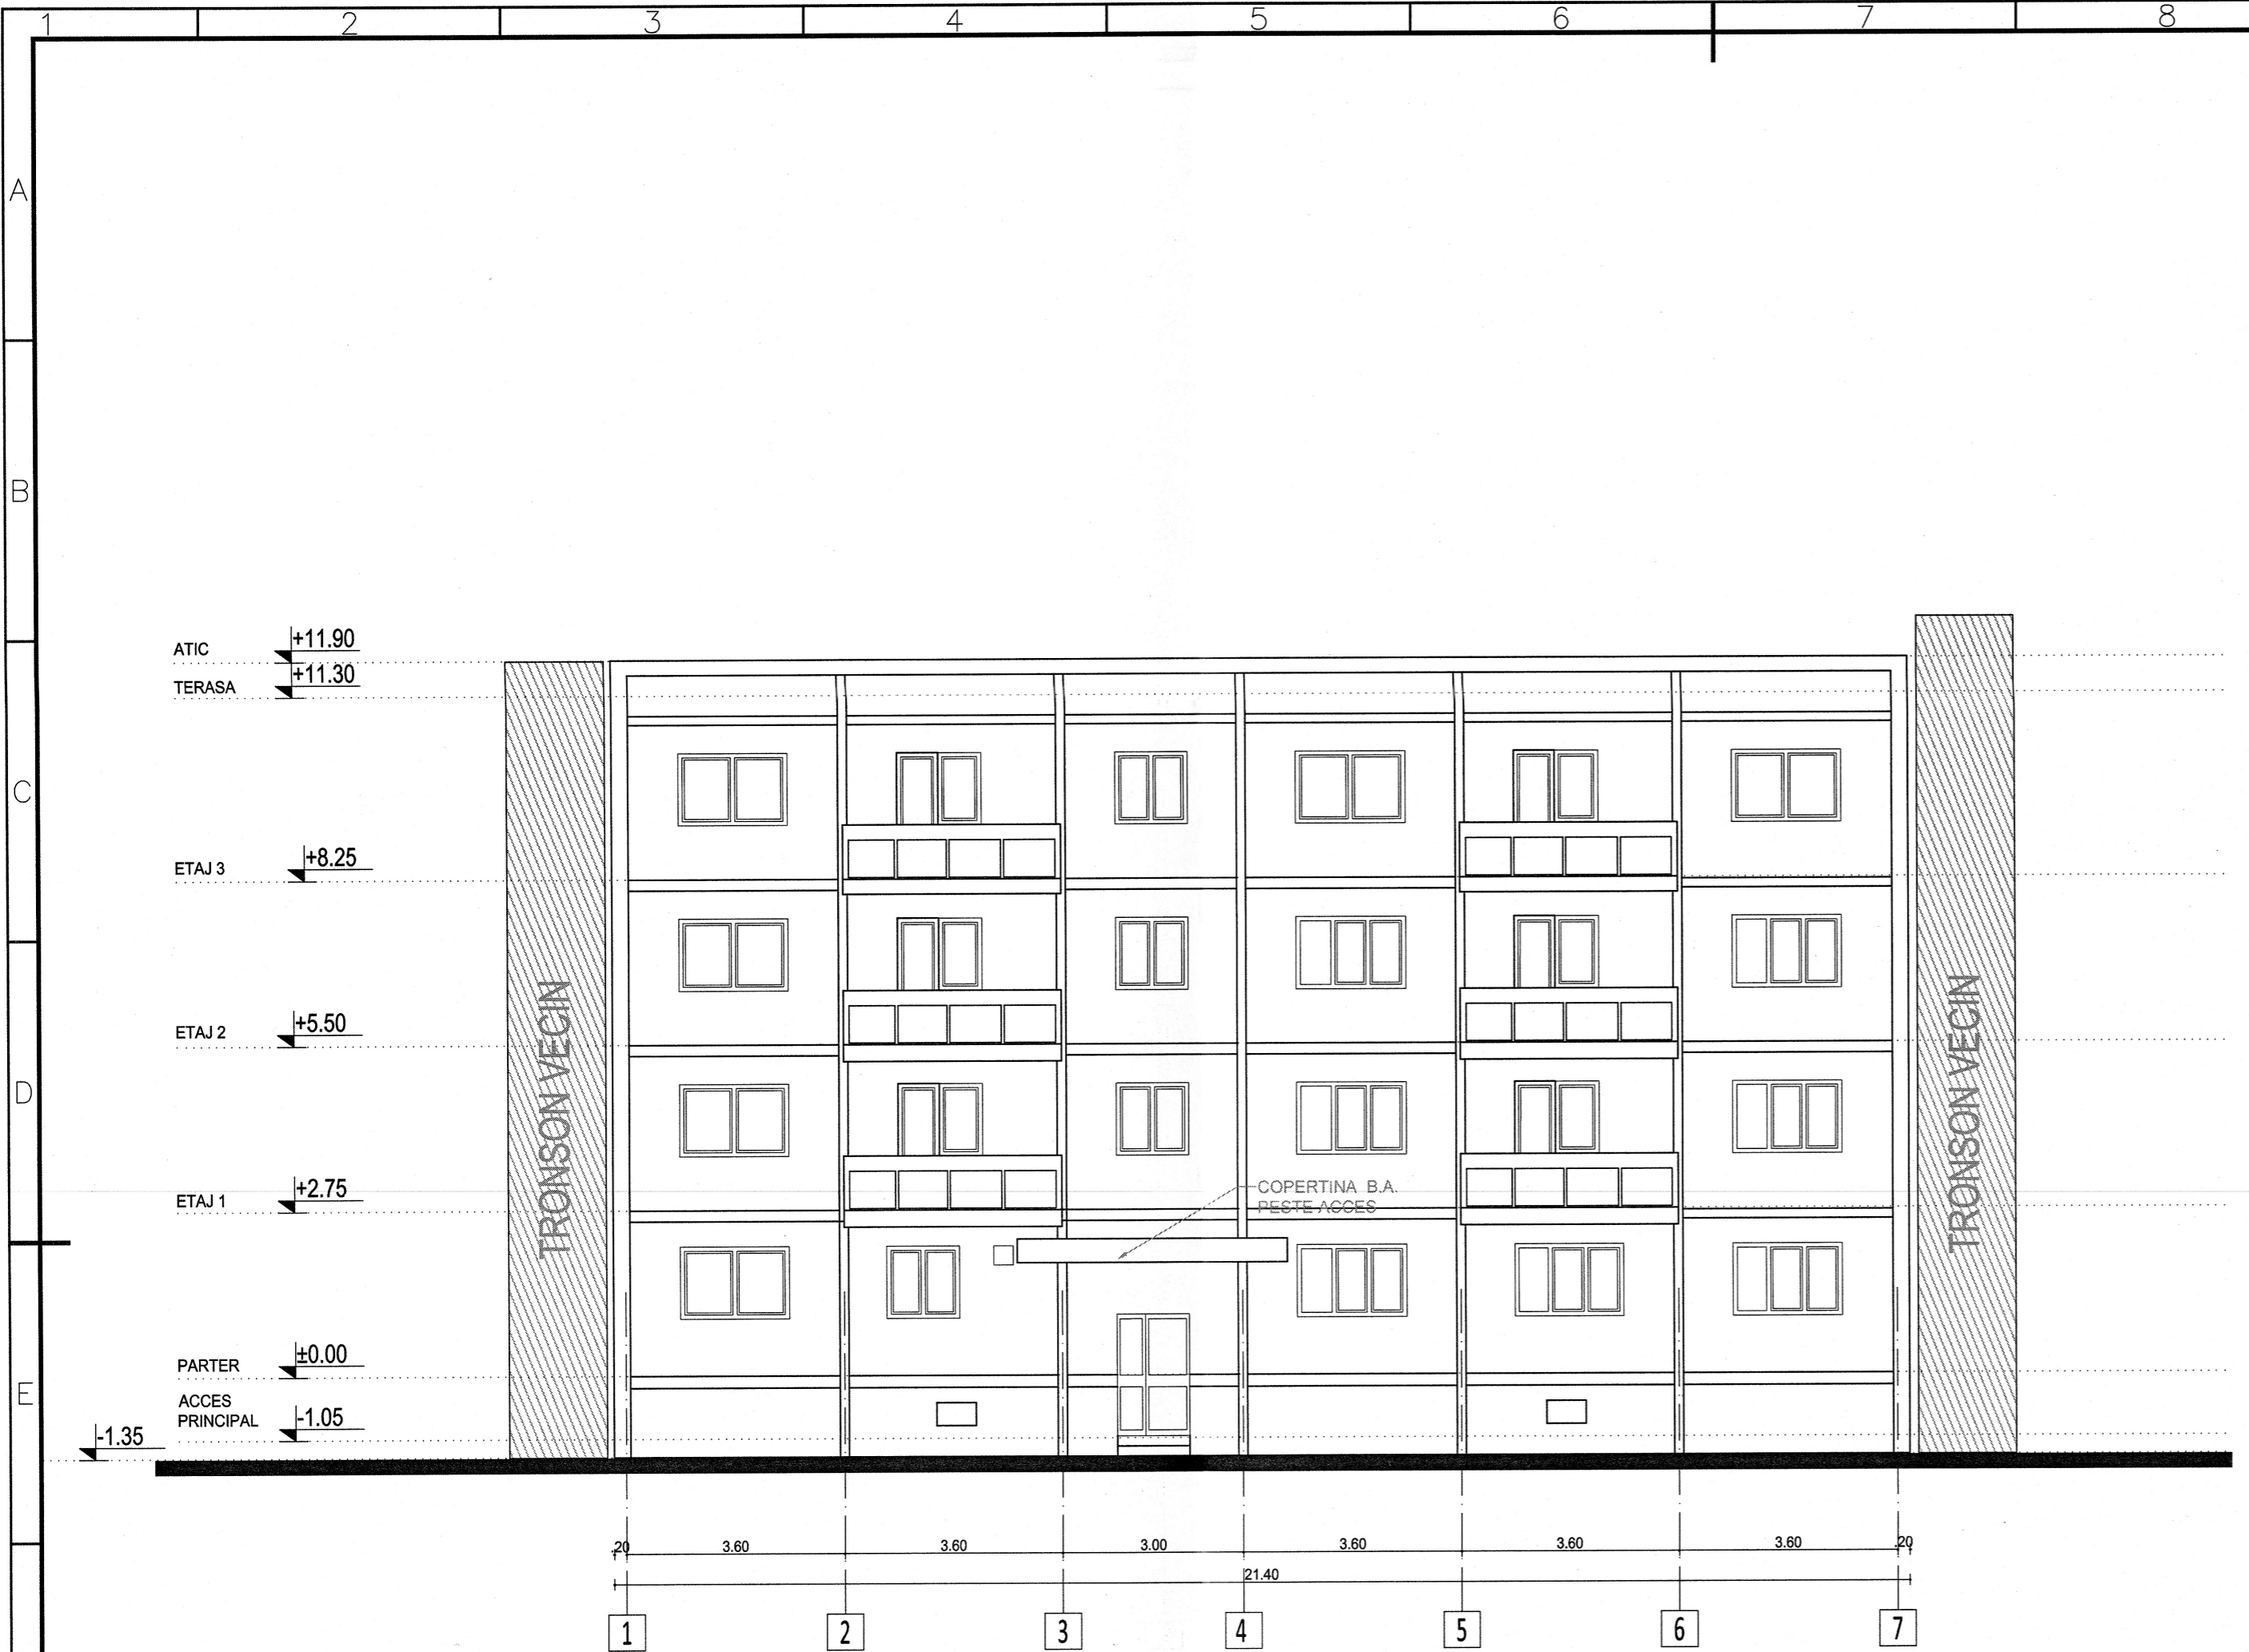 1 2 3 4 5 6 7 8
A
B
C
D
E
ATIC +11.90
TERASA +11.30
ETAJ 3 +8.25
ETAJ 2 +5.50
ETAJ 1 +2.75
PARTER ±0.00
ACCES
PRINCIPAL -1.05
-1.35
TRONSON VECIN
COPERTINA B.A.
PESTE ACCES
TRONSON VECIN
.20 3.60 3.60 3.00 3.60 3.60 3.60 .20
21.40
1 2 3 4 5 6 7